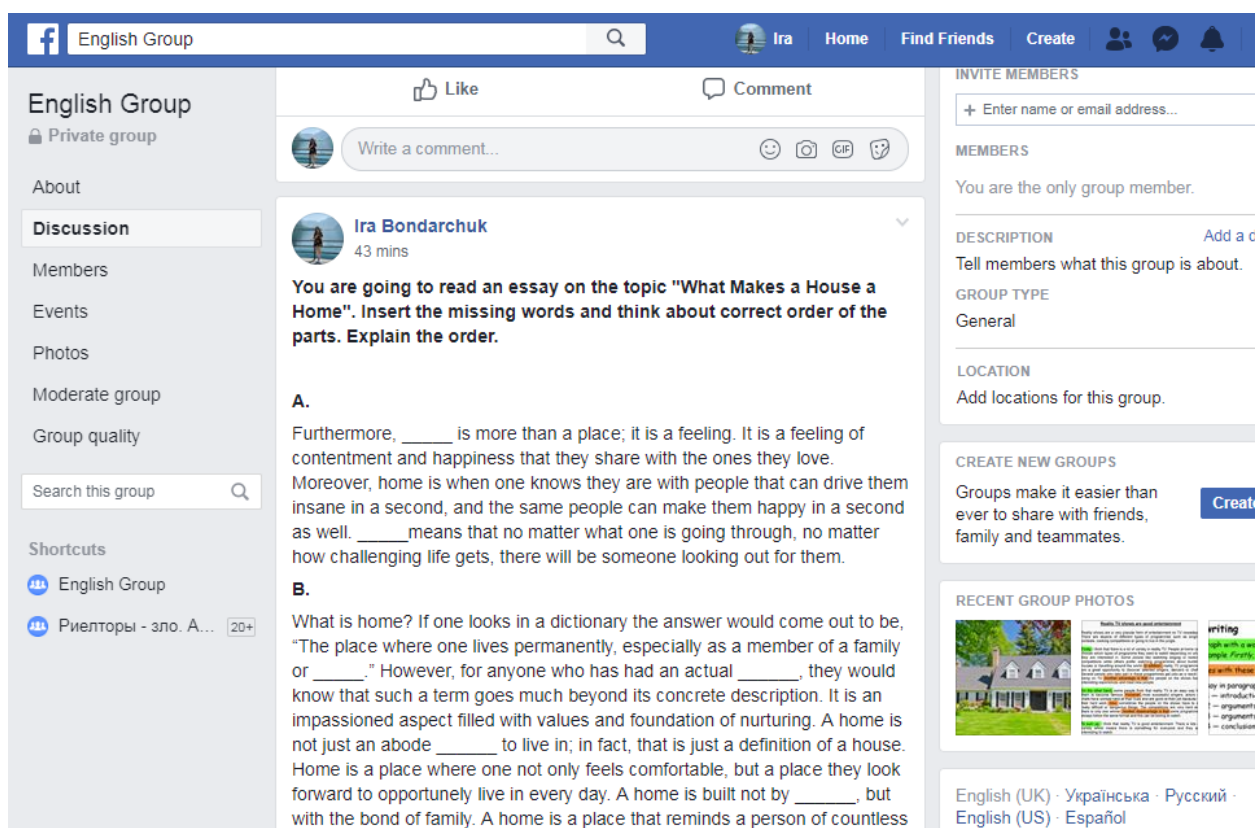 English Group
Ira
Home
Find Friends
Create
English Group
Private group
About
Discussion
Members
Events
Photos
Moderate group
Group quality
Search this group
Shortcuts
English Group
Риелторы - зло. А... 20+
Like
Comment
Write a comment...
GIF
Ira Bondarchuk
43 mins
You are going to read an essay on the topic "What Makes a House a
Home". Insert the missing words and think about correct order of the
parts. Explain the order.
A.
Furthermore, _____ is more than a place; it is a feeling. It is a feeling of
contentment and happiness that they share with the ones they love.
Moreover, home is when one knows they are with people that can drive them
insane in a second, and the same people can make them happy in a second
as well. _____means that no matter what one is going through, no matter
how challenging life gets, there will be someone looking out for them.
B.
What is home? If one looks in a dictionary the answer would come out to be,
“The place where one lives permanently, especially as a member of a family
or _____.” However, for anyone who has had an actual ______, they would
know that such a term goes much beyond its concrete description. It is an
impassioned aspect filled with values and foundation of nurturing. A home is
not just an abode ______ to live in; in fact, that is just a definition of a house.
Home is a place where one not only feels comfortable, but a place they look
forward to opportunely live in every day. A home is built not by ______, but
with the bond of family. A home is a place that reminds a person of countless
INVITE MEMBERS
+ Enter name or email address...
MEMBERS
You are the only group member.
DESCRIPTION
Add a d
Tell members what this group is about.
GROUP TYPE
General
LOCATION
Add locations for this group.
CREATE NEW GROUPS
Groups make it easier than
ever to share with friends,
family and teammates.
Create
RECENT GROUP PHOTOS
Reality TV shows are good entertainment
writing
English (UK) · Українська · Русский ·
English (US) · Español